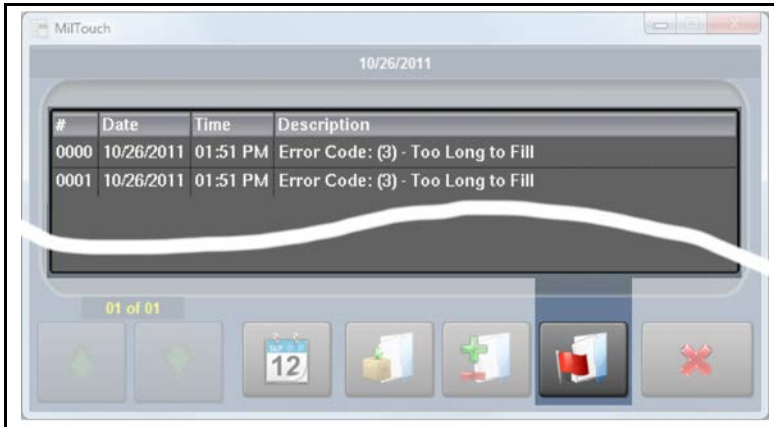 MilTouch
10/26/2011
# Date Time Description
0000 10/26/2011 01:51 PM Error Code: (3) - Too Long to Fill
0001 10/26/2011 01:51 PM Error Code: (3) - Too Long to Fill
01 of 01
SEP
12